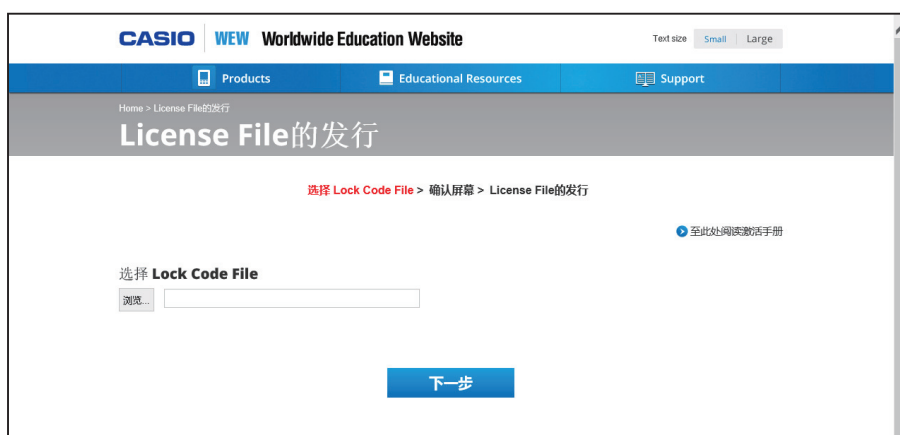 CASIO WEW Worldwide Education Website Text size Small Large
Products Educational Resources Support
Home > License File的发行
License File的发行
选择 Lock Code File > 确认屏幕 > License File的发行
至此处阅读激活手册
选择 Lock Code File
浏览...
下一步